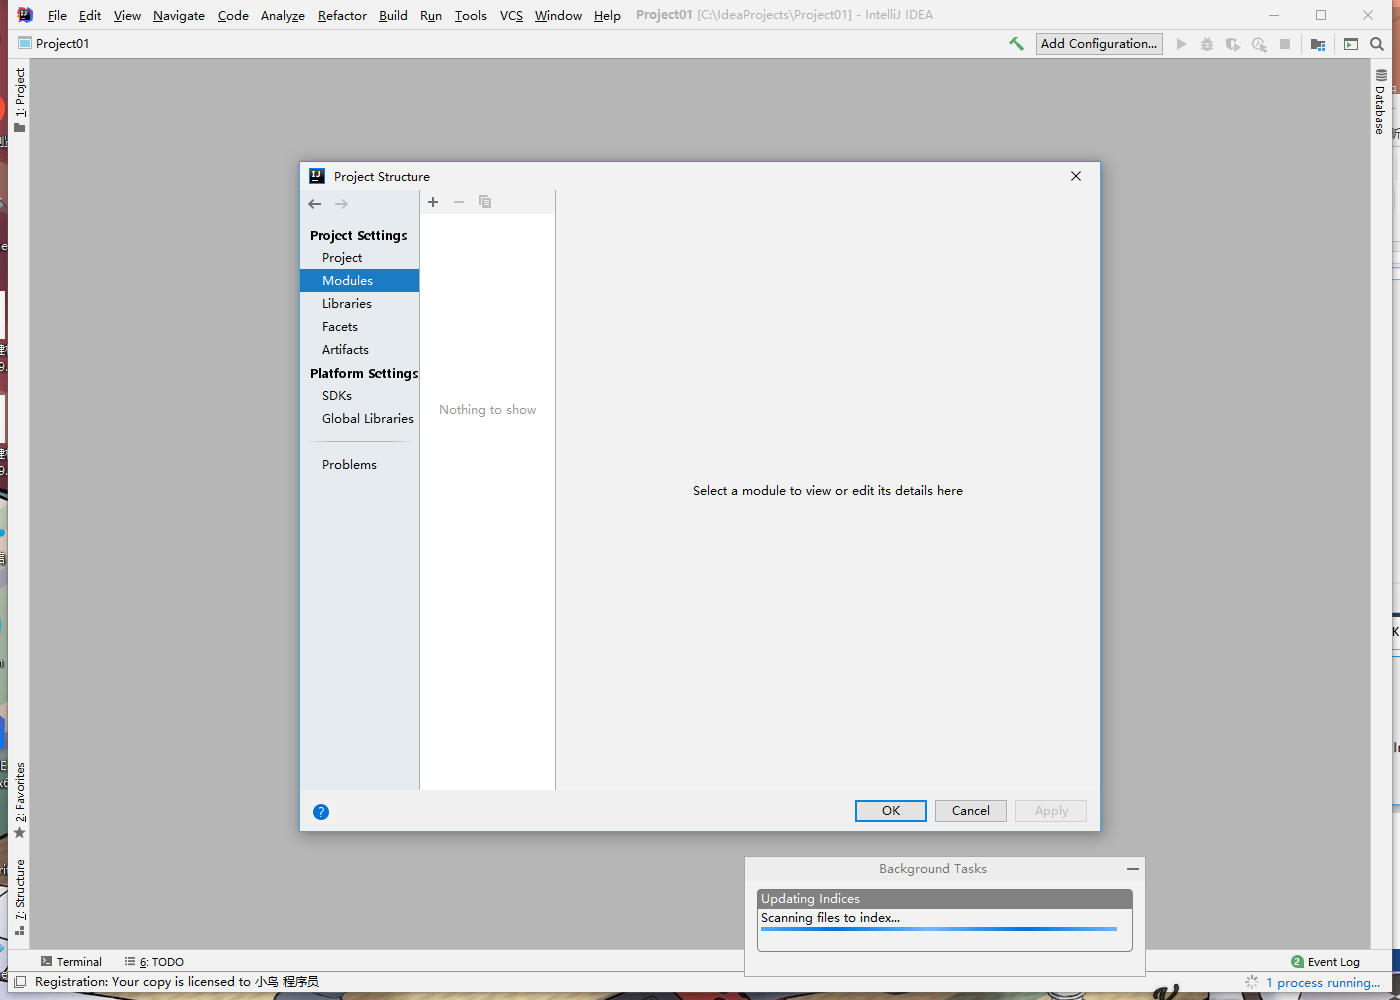 File Edit View Navigate Code Analyze Refactor Build Run Tools VCS Window Help Project01 [C:\IdeaProjects\Project01] - IntelliJ IDEA
Project01
Add Configuration...
1: Project
Database
Project Structure
Project Settings
Project
Modules
Libraries
Facets
Artifacts
Platform Settings
SDKs
Global Libraries
Problems
Nothing to show
Select a module to view or edit its details here
OK
Cancel
Apply
2: Favorites
7: Structure
Background Tasks
Updating Indices
Scanning files to index...
Terminal
6: TODO
2 Event Log
Registration: Your copy is licensed to 小鸟 程序员
1 process running...